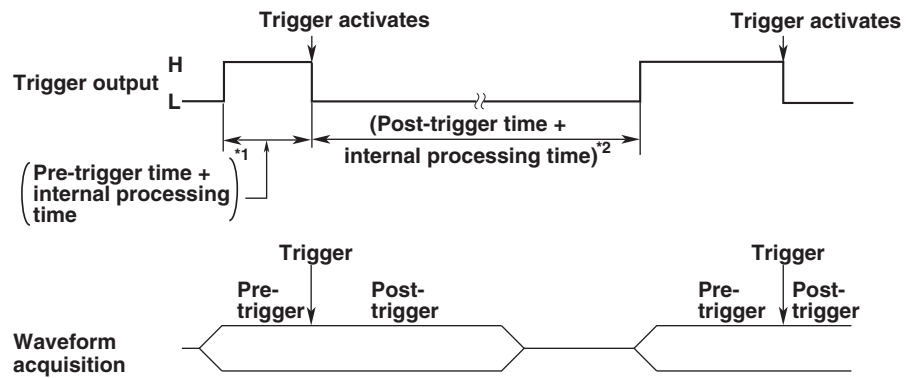 Trigger activates
Trigger activates
Trigger output
H
L
(Post-trigger time +
internal processing time)*2
*1
(Pre-trigger time +
internal processing
time)
Trigger
Trigger
Pre-
trigger
Post-
trigger
Pre-
trigger
Post-
trigger
Waveform
acquisition